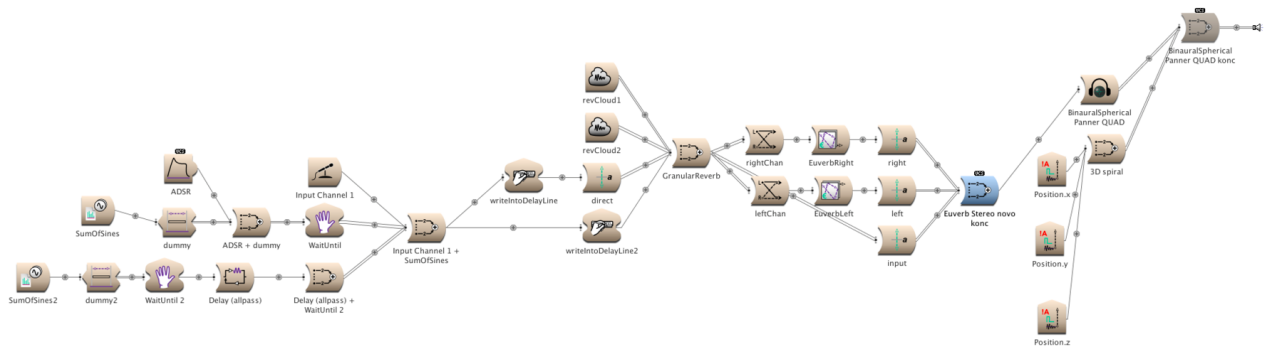 BinauralSpherical
Panner QUAD konc
revCloud1
BinauralSpherical
Panner QUAD
revCloud2
GranularReverb
rightChan
EuverbRight
right
3D spiral
ADSR
Input Channel 1
writeIntoDelayLine
direct
leftChan
EuverbLeft
left
Euverb Stereo novo
konc
Position.x
SumOfSines
dummy
ADSR + dummy
WaitUntil
Input Channel 1 +
SumOfSines
writeIntoDelayLine2
input
Position.y
SumOfSines2
dummy2
WaitUntil 2
Delay (allpass)
Delay (allpass) +
WaitUntil 2
Position.z